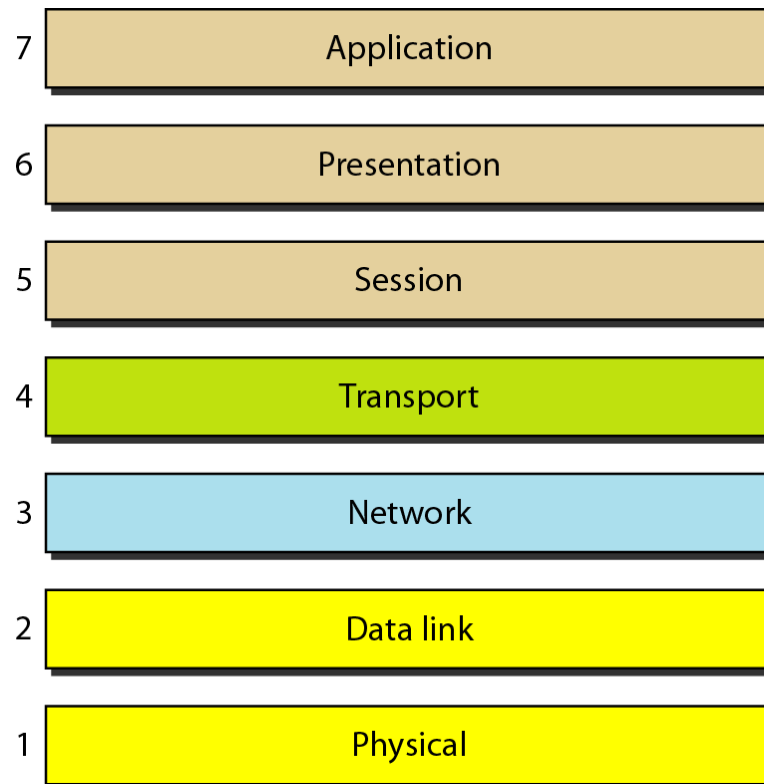 7 Application
6 Presentation
5 Session
4 Transport
3 Network
2 Data link
1 Physical